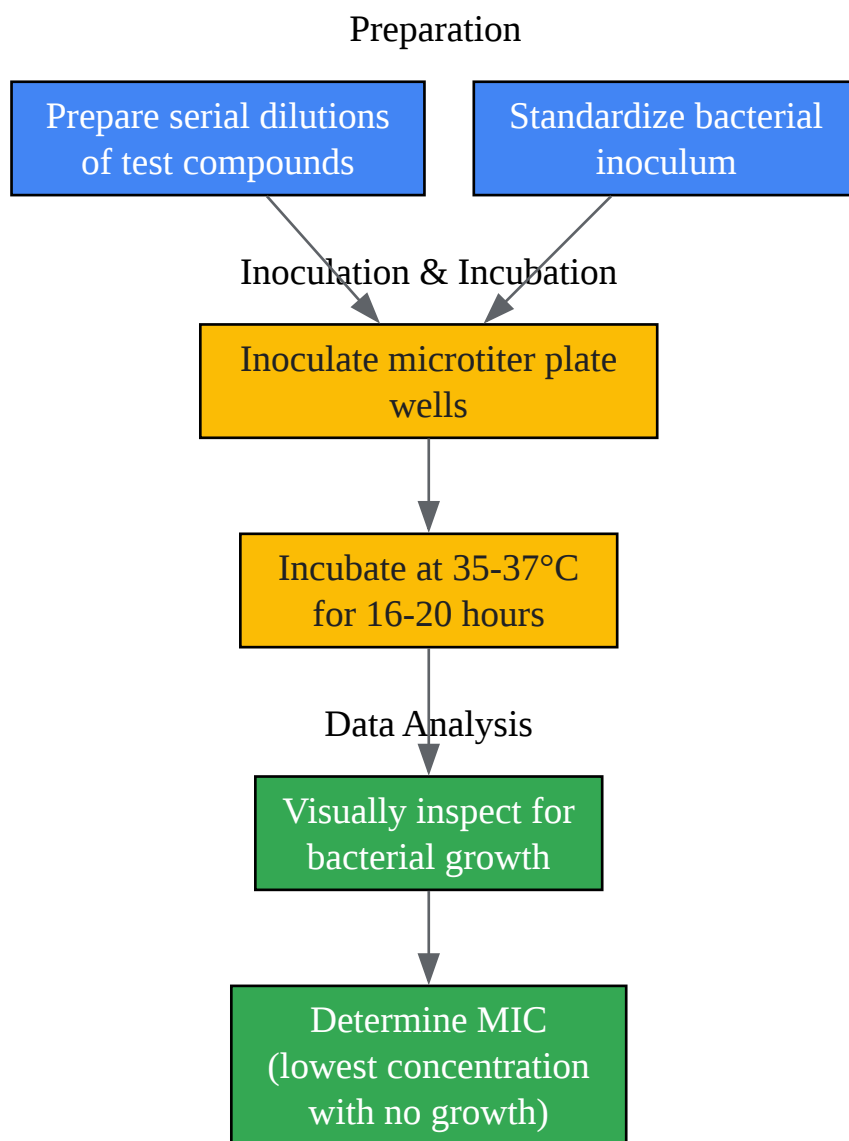 Preparation
Prepare serial dilutions
of test compounds
Standardize bacterial
inoculum
Inoculation & Incubation
Inoculate microtiter plate
wells
Incubate at 35-37°C
for 16-20 hours
Data Analysis
Visually inspect for
bacterial growth
Determine MIC
(lowest concentration
with no growth)